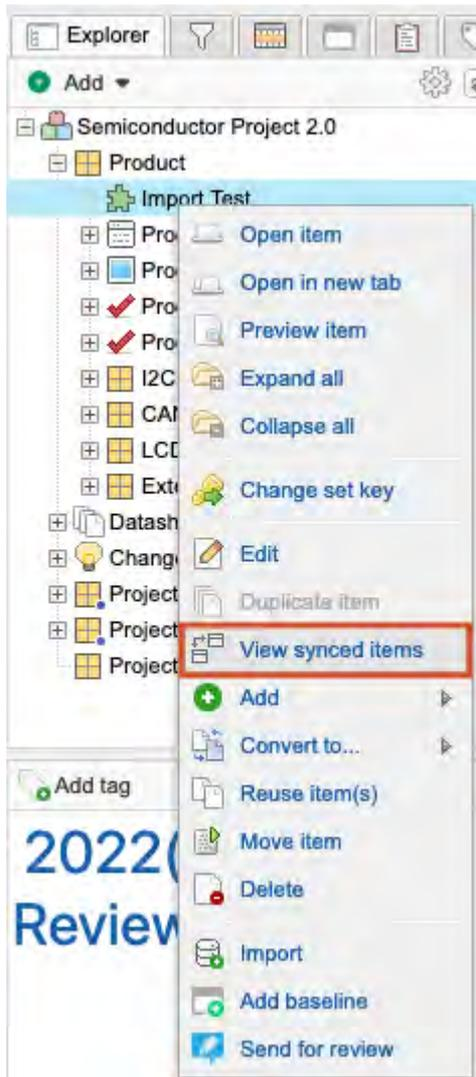 Explorer
Add
Semiconductor Project 2.0
Product
Import Test
Pro
Open item
Pro
Open in new tab
Pro
Preview item
Pro
Expand all
I2C
Collapse all
CAN
LCD
Exte
Change set key
Datash
Change
Edit
Project
Duplicate item
Project
View synced items
Project
Add
Convert to...
Add tag
Reuse item(s)
2022(
Move item
Delete
Review
Import
Add baseline
Send for review